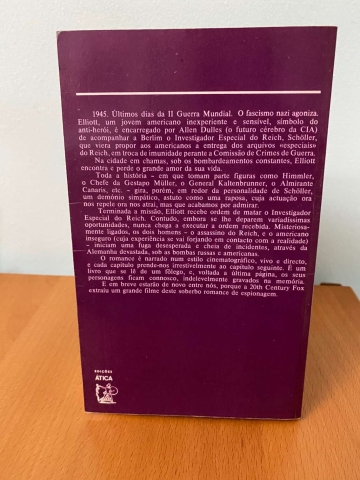 1945. Últimos dias da II Guerra Mundial. O fascismo nazi agoniza.
Elliott, um jovem americano inexperiente e sensível, símbolo do
anti-herói, é encarregado por Allen Dulles (o futuro cérebro da CIA)
de acompanhar a Berlim o Investigador Especial do Reich, Schöller,
que viera propor aos americanos a entrega dos arquivos «especiais»
do Reich, em troca de imunidade perante a Comissão de Crimes de Guerra.
Na cidade em chamas, sob os bombardeamentos constantes, Elliott
encontra e perde o grande amor da sua vida.
Toda a história - em que tomam parte figuras como Himmler,
o Chefe da Gestapo Müller, o General Kaltenbrunner, o Almirante
Canaris, etc. - gira, porém, em redor da personalidade de Schöller,
um demónio simpático, astuto como uma raposa, cuja actuação ora
nos repele ora nos atrai, mas que acabamos por admirar.
Terminada a missão, Elliott recebe ordem de matar o Investigador
Especial do Reich. Contudo, embora se lhe deparem variadíssimas
oportunidades, nunca chega a executar a ordem recebida. Misteriosa-
mente ligados, os dois homens - o assassino do Reich, e o americano
inseguro (cuja experiência se vai forjando em contacto com a realidade)
- iniciam uma fuga desesperada e cheia de incidentes, através da
Alemanha devastada, sob as bombas russas e americanas.
O romance é narrado num estilo cinematográfico, vivo e directo,
e cada capítulo prende-nos irresistivelmente ao capítulo seguinte. É um
livro que se lê de um fôlego, e, voltada a última página, os seus
personagens ficam connosco, indelevelmente gravados na memória.
E em breve estarão de novo entre nós, porque a 20th Century Fox
extraiu um grande filme deste soberbo romance de espionagem.
EDIÇÕES
ÁTICA